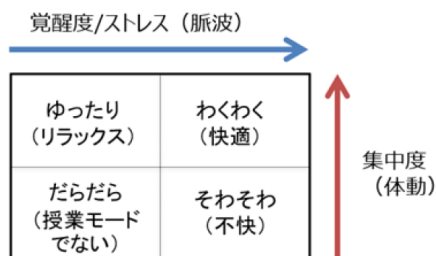 覚醒度/ストレス（脈波）
ゆったり
（リラックス）
わくわく
（快適）
集中度
（体動）
だらだら
（授業モード
でない）
そわそわ
（不快）